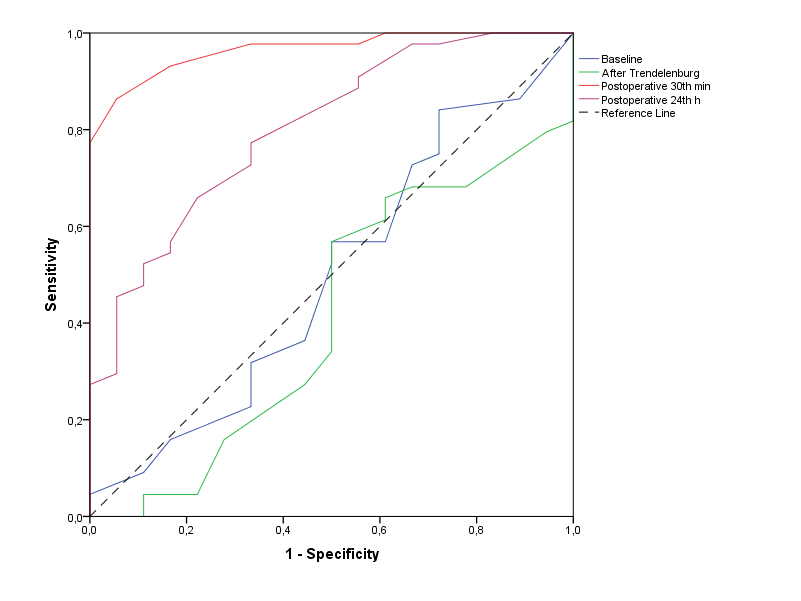 1,0
0,8
0,6
0,4
0,2
0,0
Sensitivity
0,0 0,2 0,4 0,6 0,8 1,0
1 - Specificity
Baseline
After Trendelenburg
Postoperative 30th min
Postoperative 24th h
Reference Line